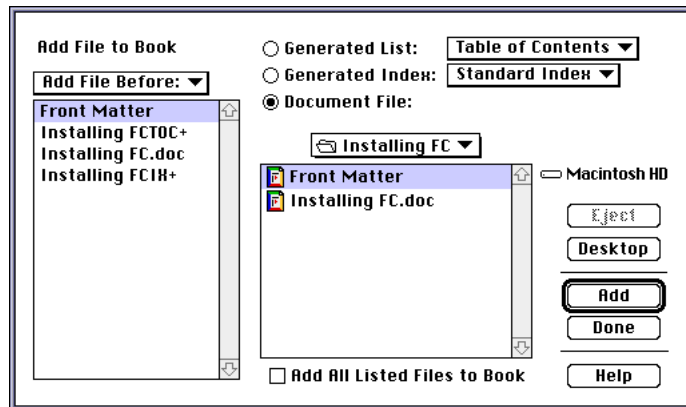 Add File to Book
Add File Before:
Front Matter
Installing FCTOC+
Installing FC.doc
Installing FCIX+
Generated List: Table of Contents
Generated Index: Standard Index
Document File:
Installing FC
Front Matter
Installing FC.doc
Add All Listed Files to Book
Macintosh HD
Eject
Desktop
Add
Done
Help